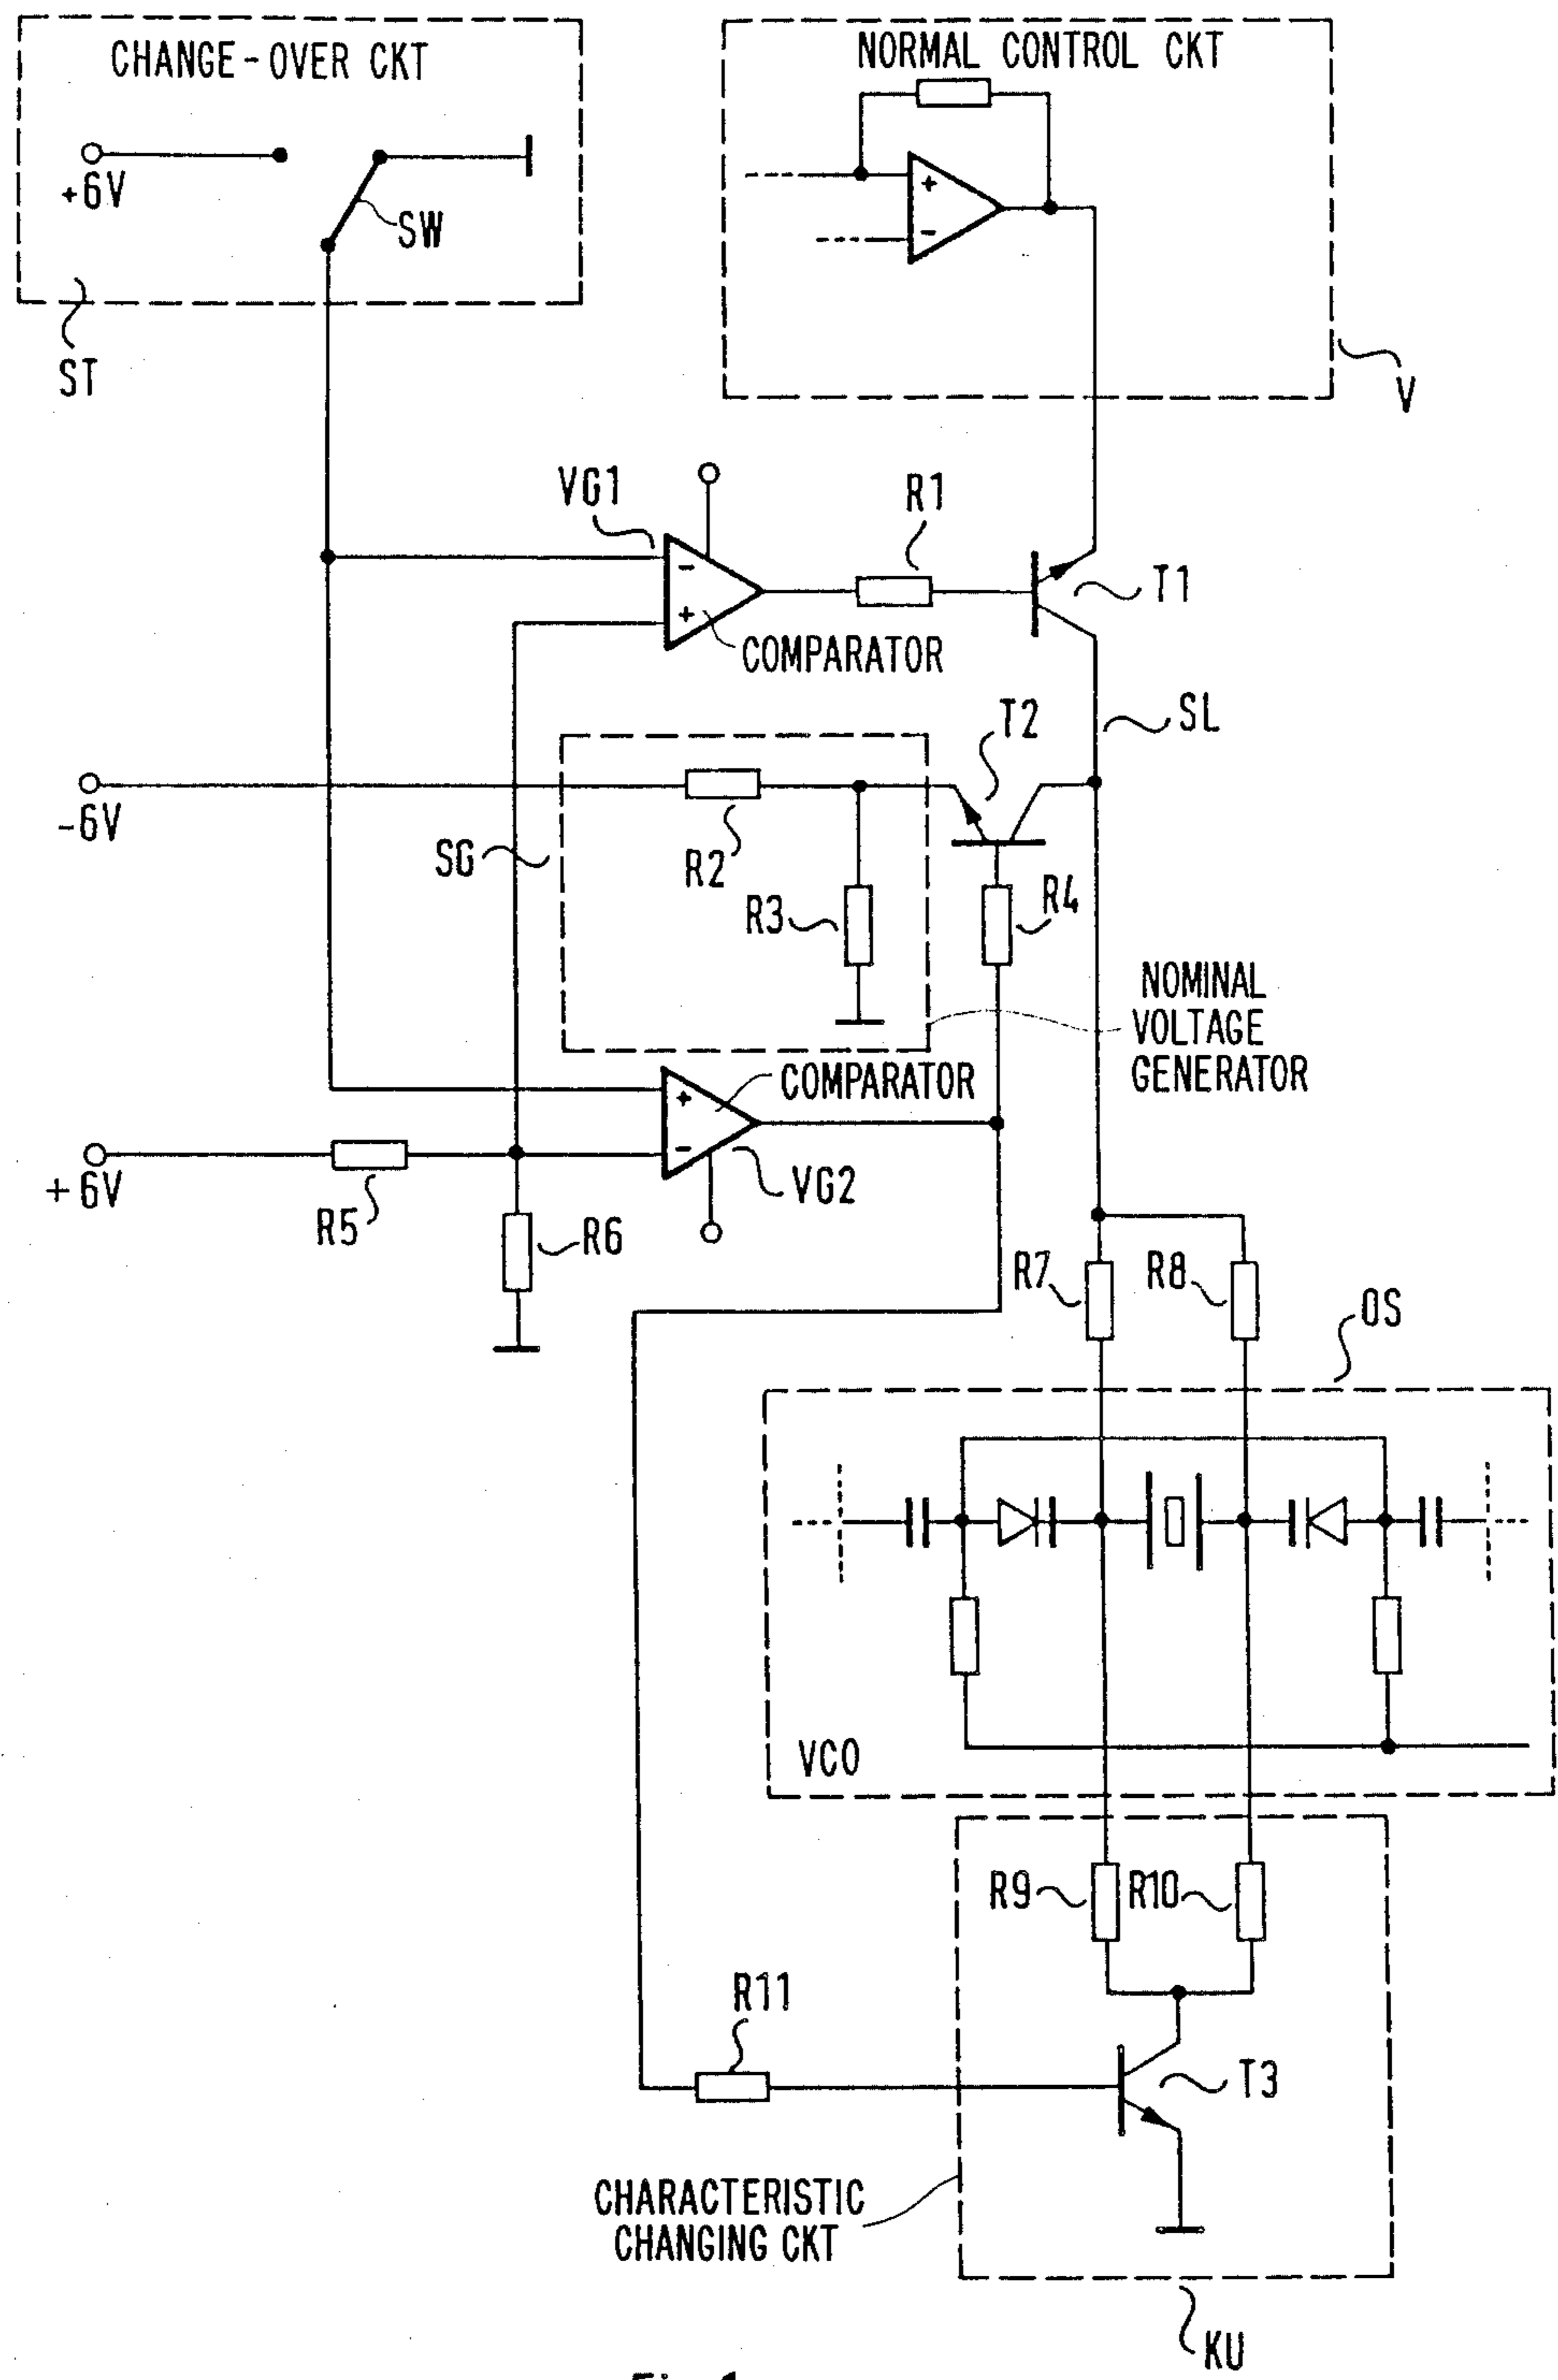 CHANGE-OVER CKT
NORMAL CONTROL CKT
+6V
SW
+
-
ST
V
VG1
R1
-
+
T1
COMPARATOR
T2
SL
-6V
SG
R2
R3
R4
NOMINAL
VOLTAGE
GENERATOR
+
COMPARATOR
-
+6V
VG2
R5
R6
R7
R8
OS
VCO
R9
R10
R11
T3
CHARACTERISTIC
CHANGING CKT
KU